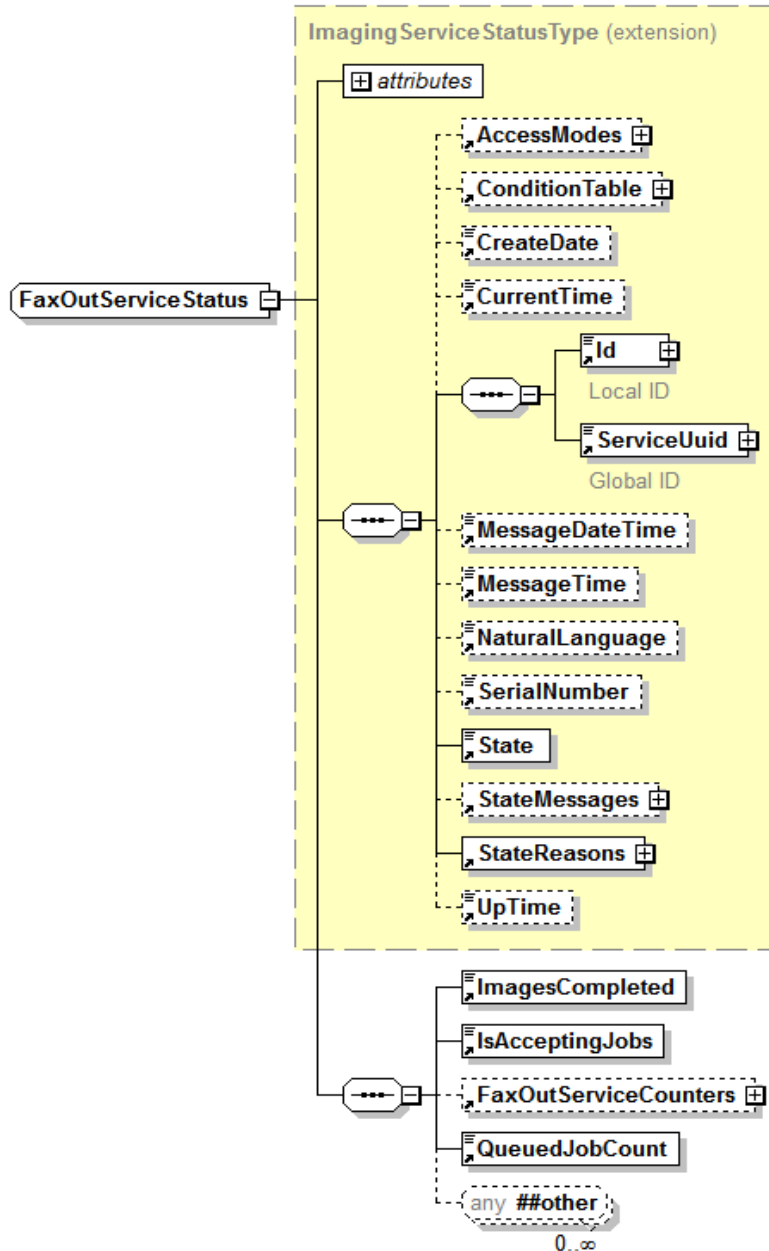 ImagingServiceStatusType (extension)
attributes
AccessModes
ConditionTable
CreateDate
CurrentTime
FaxOutServiceStatus
Id
Local ID
ServiceUuid
Global ID
MessageDateTime
MessageTime
NaturalLanguage
SerialNumber
State
StateMessages
StateReasons
UpTime
ImagesCompleted
IsAcceptingJobs
FaxOutServiceCounters
QueuedJobCount
any ##other
0..∞